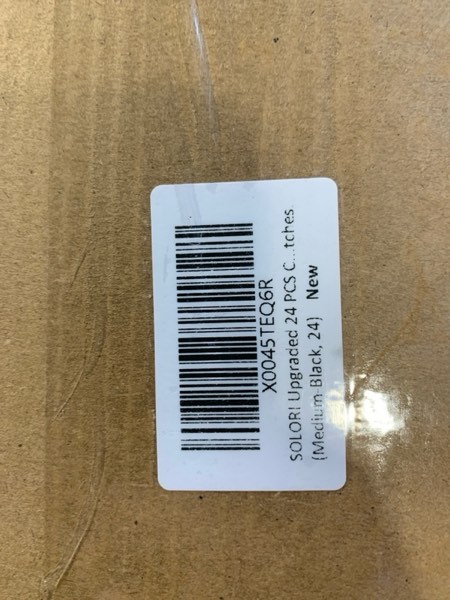 X0045TEQ6R
SOLORI Upgraded 24 PCS C...tches
(Medium-Black, 24) New